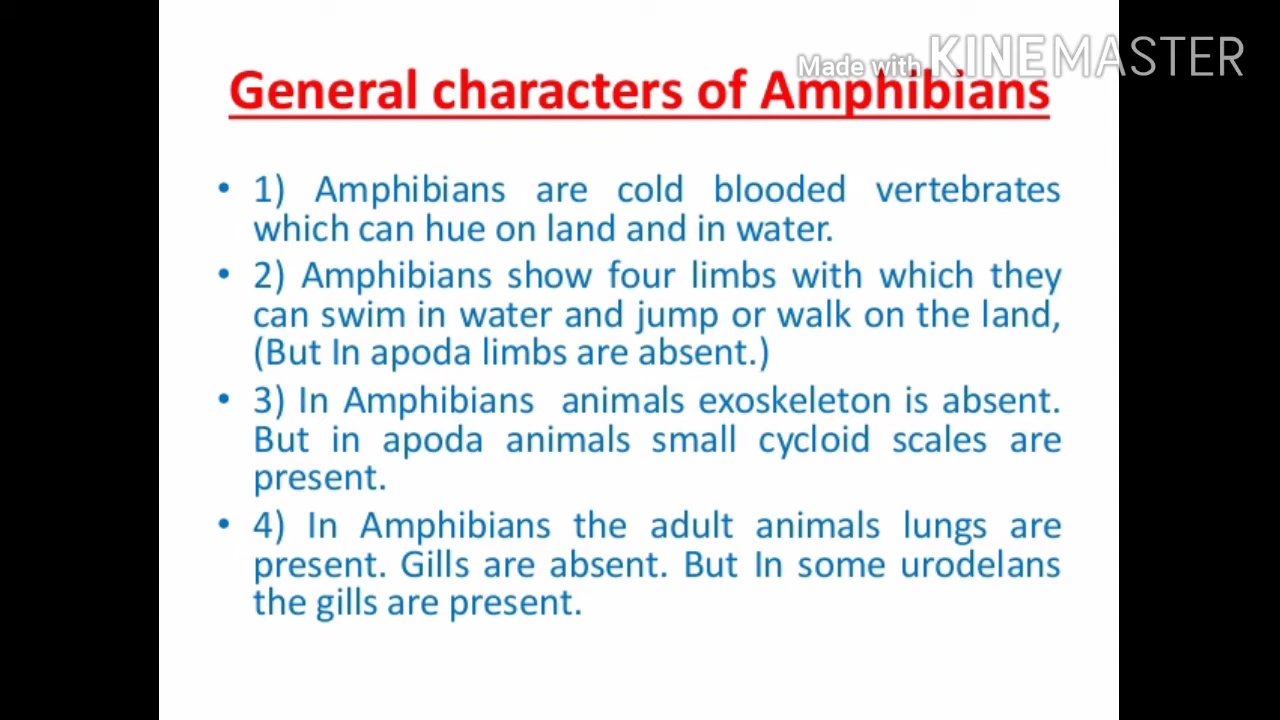 Made with KINEMASTER
General characters of Amphibians
• 1) Amphibians are cold blooded vertebrates
which can hue on land and in water.
• 2) Amphibians show four limbs with which they
can swim in water and jump or walk on the land,
(But In apoda limbs are absent.)
• 3) In Amphibians animals exoskeleton is absent.
But in apoda animals small cycloid scales are
present.
• 4) In Amphibians the adult animals lungs are
present. Gills are absent. But In some urodelans
the gills are present.